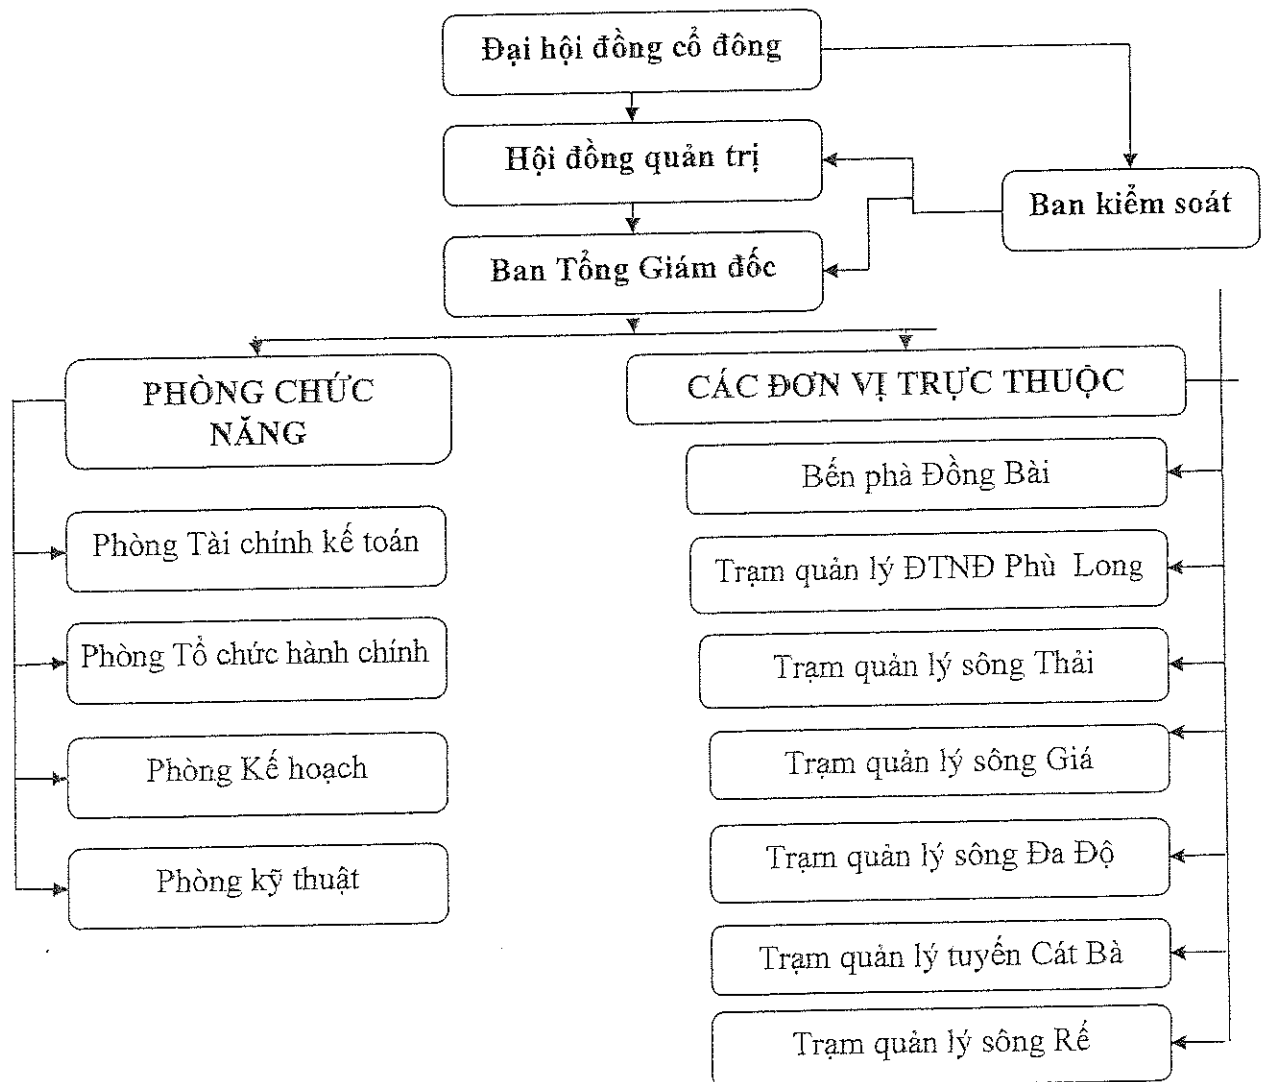 Đại hội đồng cổ đông
Hội đồng quản trị
Ban kiểm soát
Ban Tổng Giám đốc
PHÒNG CHỨC
NĂNG
CÁC ĐƠN VỊ TRỰC THUỘC
Phòng Tài chính kế toán
Phòng Tổ chức hành chính
Phòng Kế hoạch
Phòng kỹ thuật
Bến phà Đồng Bài
Trạm quản lý ĐTNĐ Phù Long
Trạm quản lý sông Thải
Trạm quản lý sông Giá
Trạm quản lý sông Đa Độ
Trạm quản lý tuyến Cát Bà
Trạm quản lý sông Rế